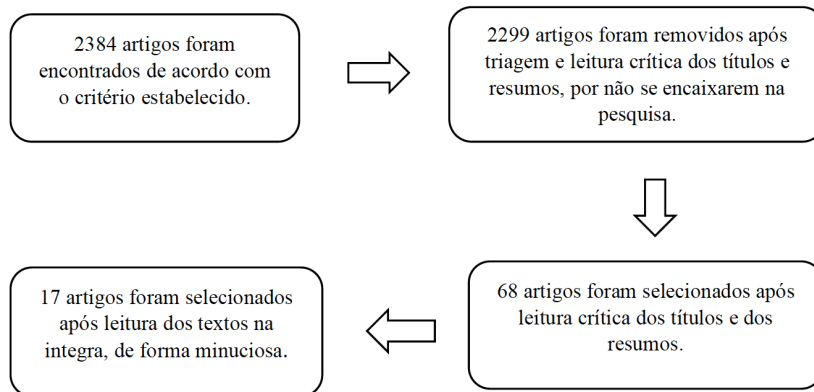 2384 artigos foram
encontrados de acordo com
o critério estabelecido.
2299 artigos foram removidos após
triagem e leitura crítica dos títulos e
resumos, por não se encaixarem na
pesquisa.
68 artigos foram selecionados após
leitura crítica dos títulos e dos
resumos.
17 artigos foram selecionados
após leitura dos textos na
integra, de forma minuciosa.